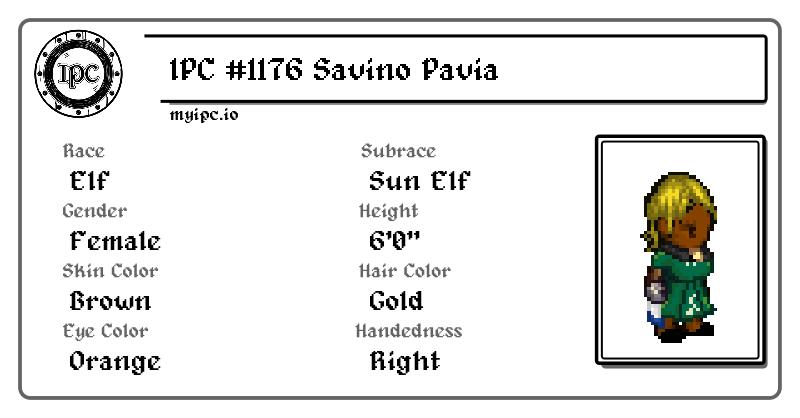 IPC
IPC #1176 Savino Pavia
myipc.io
Race
Elf
Subrace
Sun Elf
Gender
Female
Height
6'0"
Skin Color
Brown
Hair Color
Gold
Eye Color
Orange
Handedness
Right